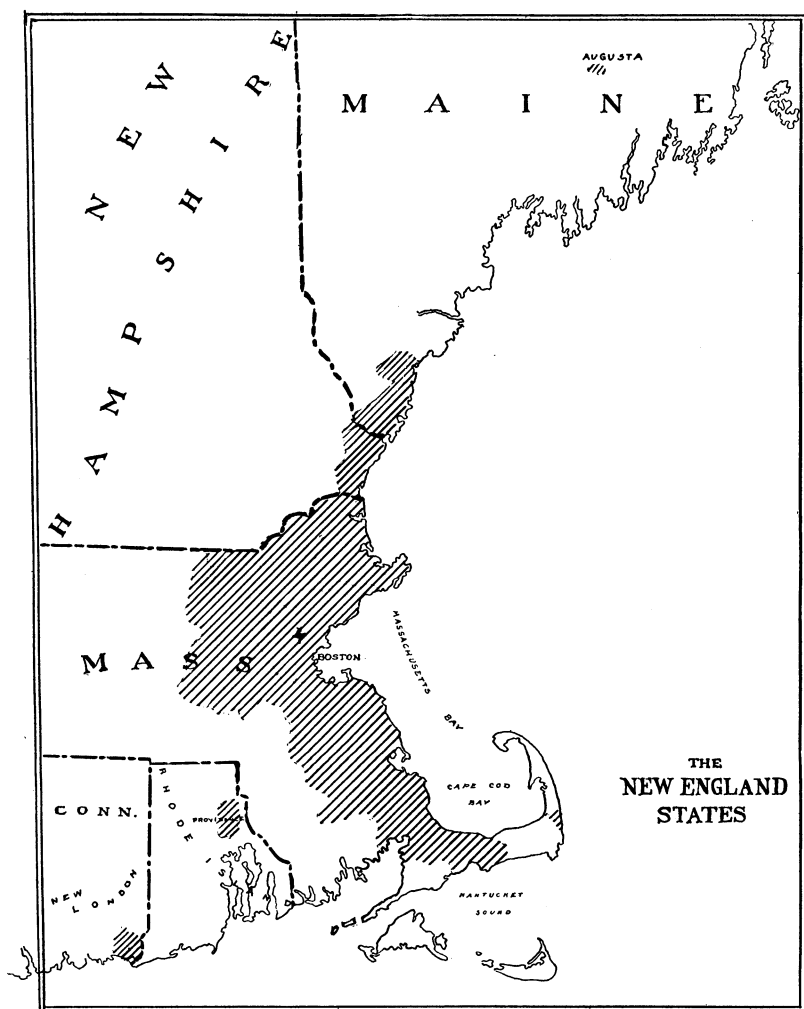 NEW
HAMPSHIRE
AUGUSTA
MAINE
MASS
BOSTON
MASSACHUSETTS
BAY
CAPE COD
BAY
THE
NEW ENGLAND
STATES
CONN.
RHODE IS.
PROVIDENCE
NEW
LONDON
NANTUCKET
SOUND